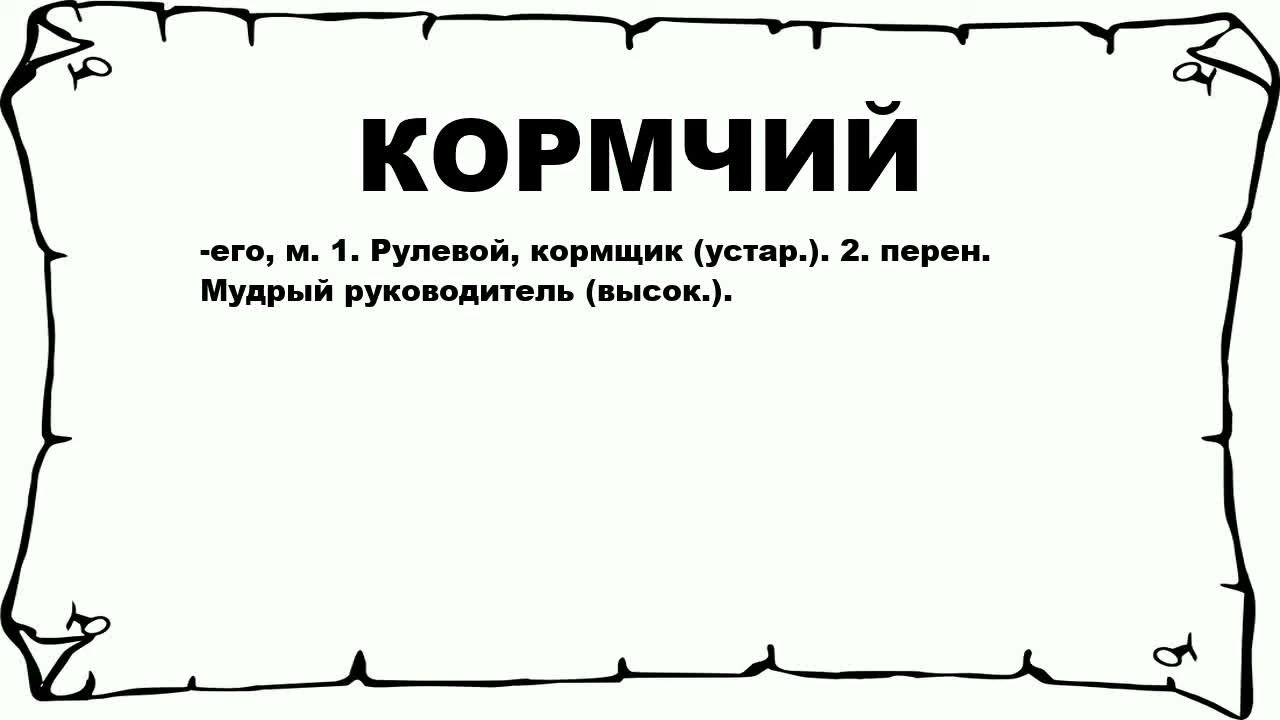 КОРМЧИЙ
-его, м. 1. Рулевой, кормщик (устар.). 2. перен.
Мудрый руководитель (высок.).